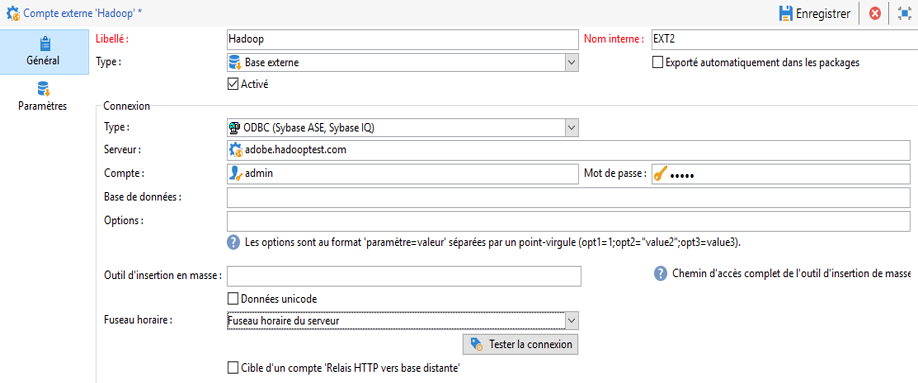 Compte externe 'Hadoop' *
Enregistrer
Général
Paramètres
Libellé : Hadoop Nom interne : EXT2
Type : Base externe Exporté automatiquement dans les packages
Activé
Connexion
Type : ODBC (Sybase ASE, Sybase IQ)
Serveur : adobe.hadooptest.com
Compte : admin Mot de passe : •••••
Base de données :
Options :
Les options sont au format 'paramètre=valeur' séparées par un point-virgule (opt1=1;opt2="value2";opt3=value3).
Outil d'insertion en masse : Chemin d'accès complet de l'outil d'insertion de masse
Données unicode
Fuseau horaire : Fuseau horaire du serveur
Tester la connexion
Cible d'un compte 'Relais HTTP vers base distante'